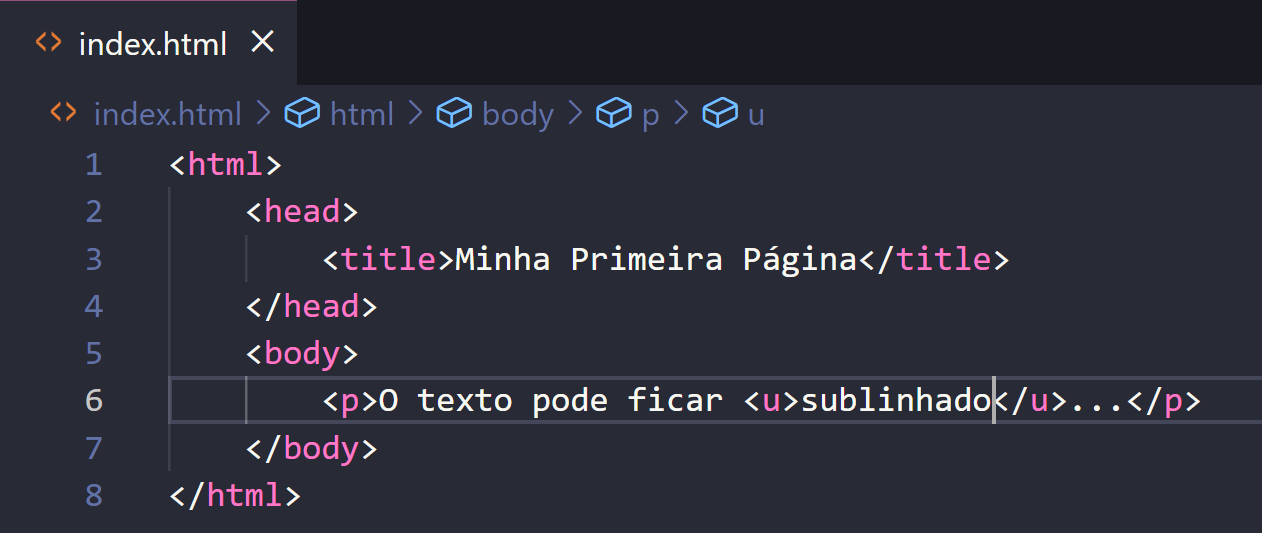 index.html
index.html > html > body > p > u
1 <html>
2     <head>
3         <title>Minha Primeira Página</title>
4     </head>
5     <body>
6         <p>O texto pode ficar <u>sublinhado</u>...</p>
7     </body>
8 </html>